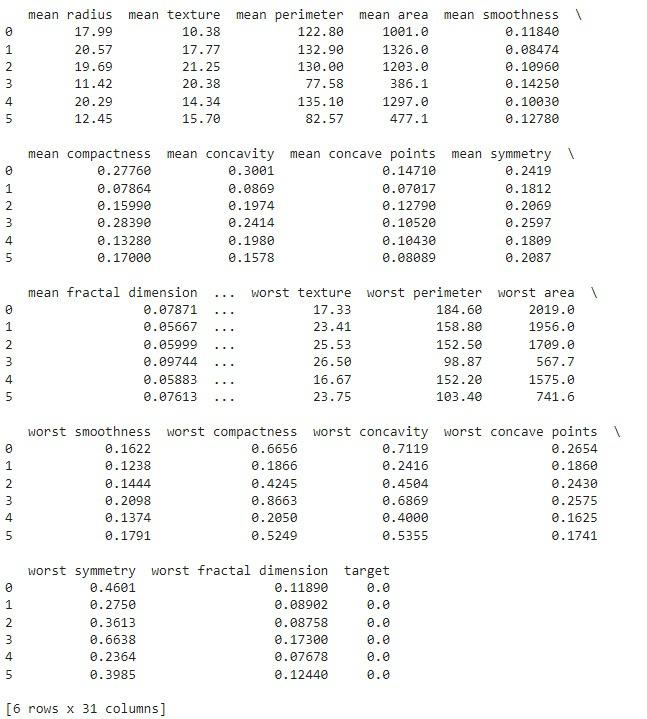 mean radius  mean texture  mean perimeter  mean area  mean smoothness  \
0        17.99         10.38          122.80     1001.0          0.11840
1        20.57         17.77          132.90     1326.0          0.08474
2        19.69         21.25          130.00     1203.0          0.10960
3        11.42         20.38           77.58      386.1          0.14250
4        20.29         14.34          135.10     1297.0          0.10030
5        12.45         15.70           82.57      477.1          0.12780
   mean compactness  mean concavity  mean concave points  mean symmetry  \
0           0.27760          0.3001              0.14710         0.2419
1           0.07864          0.0869              0.07017         0.1812
2           0.15990          0.1974              0.12790         0.2069
3           0.28390          0.2414              0.10520         0.2597
4           0.13280          0.1980              0.10430         0.1809
5           0.17000          0.1578              0.08089         0.2087
   mean fractal dimension  ...  worst texture  worst perimeter  worst area  \
0                 0.07871  ...          17.33           184.60      2019.0
1                 0.05667  ...          23.41           158.80      1956.0
2                 0.05999  ...          25.53           152.50      1709.0
3                 0.09744  ...          26.50            98.87       567.7
4                 0.05883  ...          16.67           152.20      1575.0
5                 0.07613  ...          23.75           103.40       741.6
   worst smoothness  worst compactness  worst concavity  worst concave points  \
0            0.1622             0.6656           0.7119                0.2654
1            0.1238             0.1866           0.2416                0.1860
2            0.1444             0.4245           0.4504                0.2430
3            0.2098             0.8663           0.6869                0.2575
4            0.1374             0.2050           0.4000                0.1625
5            0.1791             0.5249           0.5355                0.1741
   worst symmetry  worst fractal dimension  target
0          0.4601                  0.11890     0.0
1          0.2750                  0.08902     0.0
2          0.3613                  0.08758     0.0
3          0.6638                  0.17300     0.0
4          0.2364                  0.07678     0.0
5          0.3985                  0.12440     0.0
[6 rows x 31 columns]